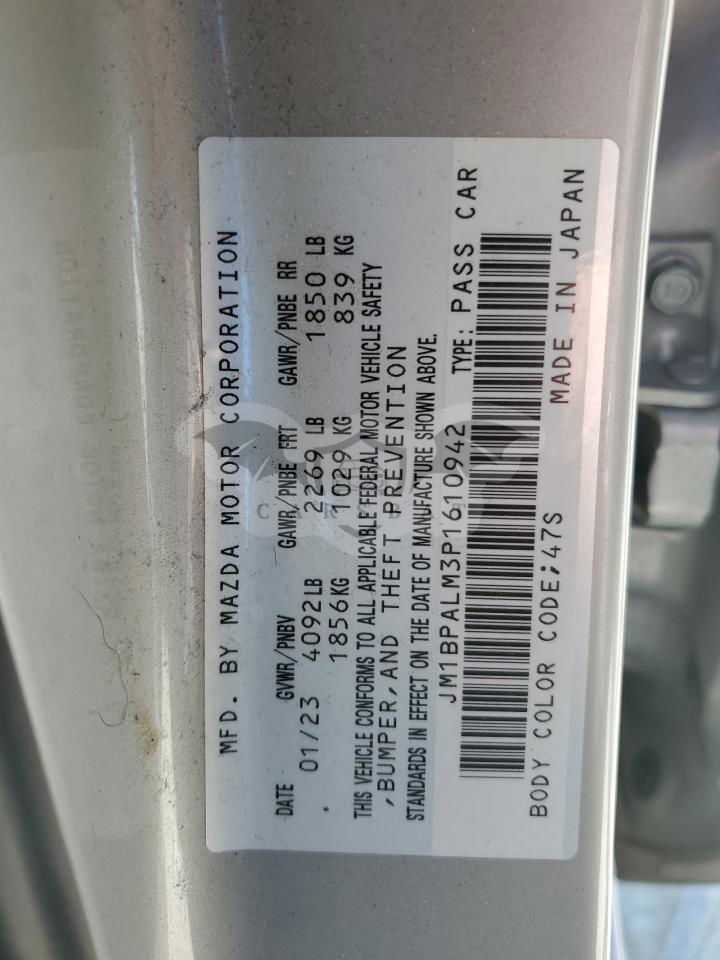 MFD. BY MAZDA MOTOR CORPORATION
DATE GVWR/PNBV GAWR/PNBE FRT GAWR/PNBE RR
01/23 4092LB 2269 LB 1850 LB
1856KG 1029KG 839 KG
THIS VEHICLE CONFORMS TO ALL APPLICABLE FEDERAL MOTOR VEHICLE SAFETY
,BUMPER,AND THEFT PREVENTION
STANDARDS IN EFFECT ON THE DATE OF MANUFACTURE SHOWN ABOVE.
JM1BPALM3P1610942 TYPE: PASS CAR
BODY COLOR CODE;47S MADE IN JAPAN